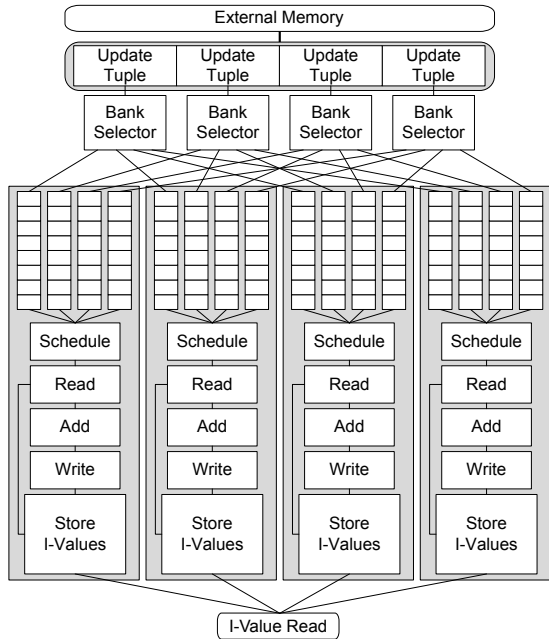 External Memory
Update Tuple Update Tuple Update Tuple Update Tuple
Bank Selector Bank Selector Bank Selector Bank Selector
Schedule Schedule Schedule Schedule
Read Read Read Read
Add Add Add Add
Write Write Write Write
Store I-Values Store I-Values Store I-Values Store I-Values
I-Value Read